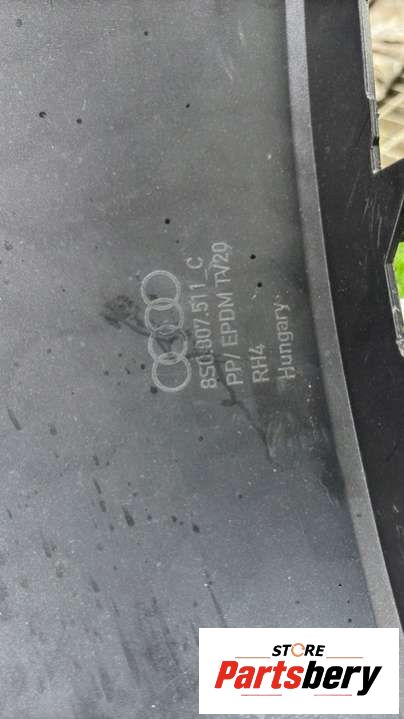 8S0.807.511_C
PP/ EPDM TV20
RH4
Hungary
STORE
Partsbery